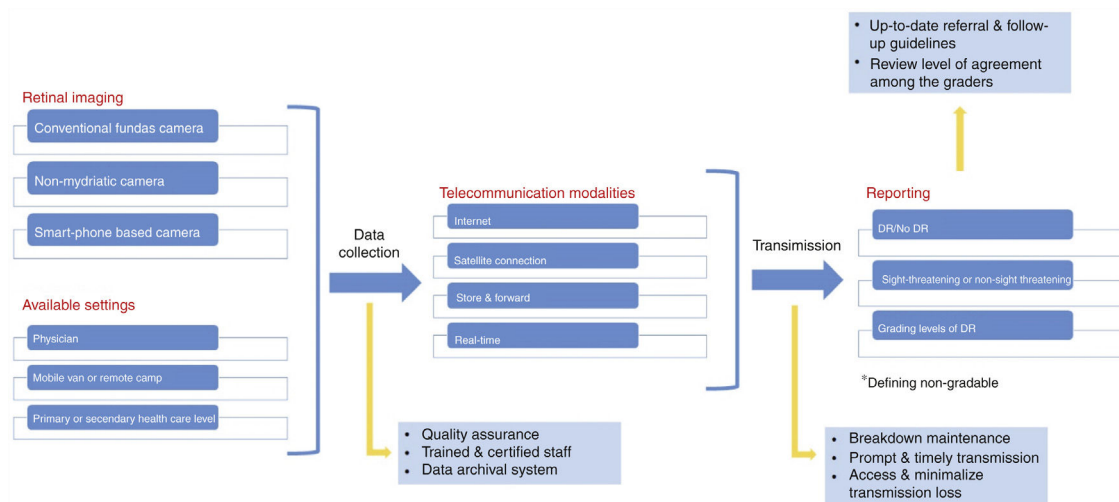 Retinal imaging
Conventional fundas camera
Non-mydriatic camera
Smart-phone based camera
Available settings
Physician
Mobile van or remote camp
Primary or secendary health care level
Data
collection
• Quality assurance
• Trained & certified staff
• Data archival system
Telecommunication modalities
Internet
Satellite connection
Store & forward
Real-time
Transimission
• Breakdown maintenance
• Prompt & timely transmission
• Access & minimalize
transmission loss
• Up-to-date referral & follow-
up guidelines
• Review level of agreement
among the graders
Reporting
DR/No DR
Sight-threatening or non-sight threatening
Grading levels of DR
*Defining non-gradable